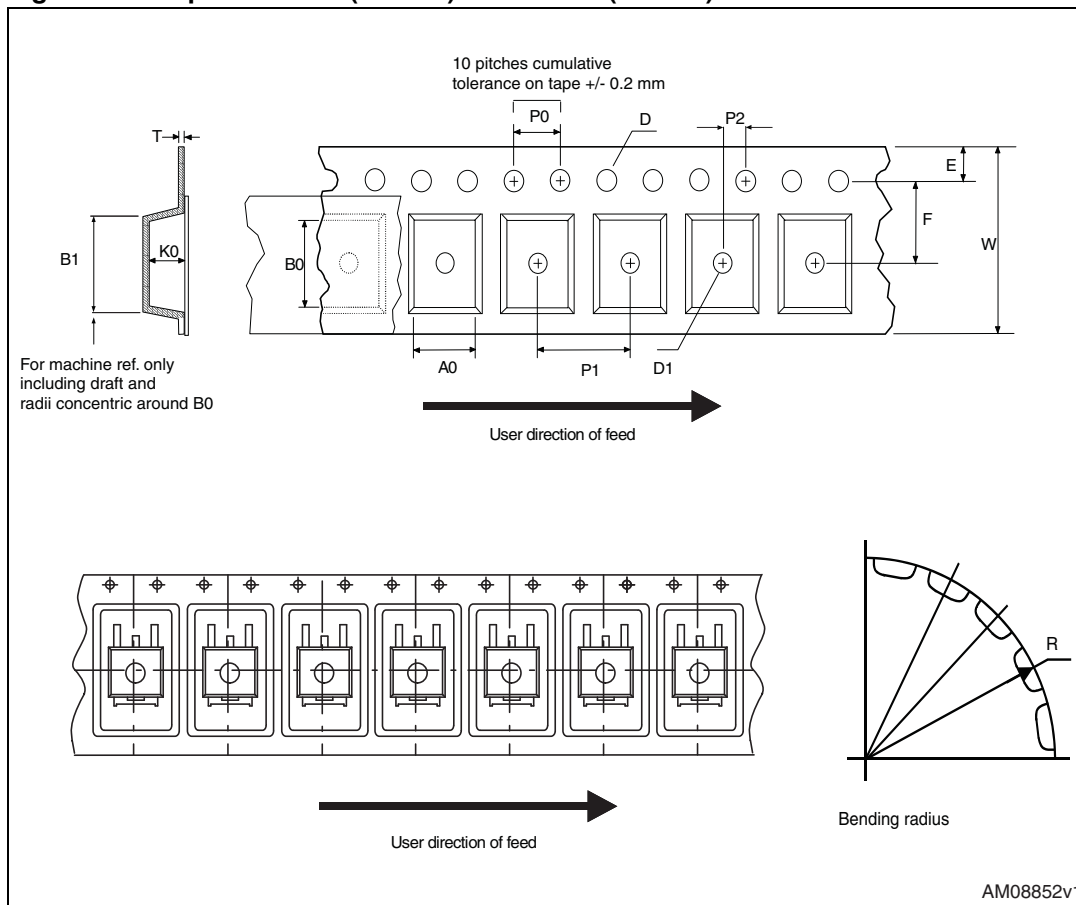 10 pitches cumulative
tolerance on tape +/- 0.2 mm
T
P0
D
P2
E
F
W
B1
K0
B0
For machine ref. only
including draft and
radii concentric around B0
A0
P1
D1
User direction of feed
R
Bending radius
User direction of feed
AM08852v1